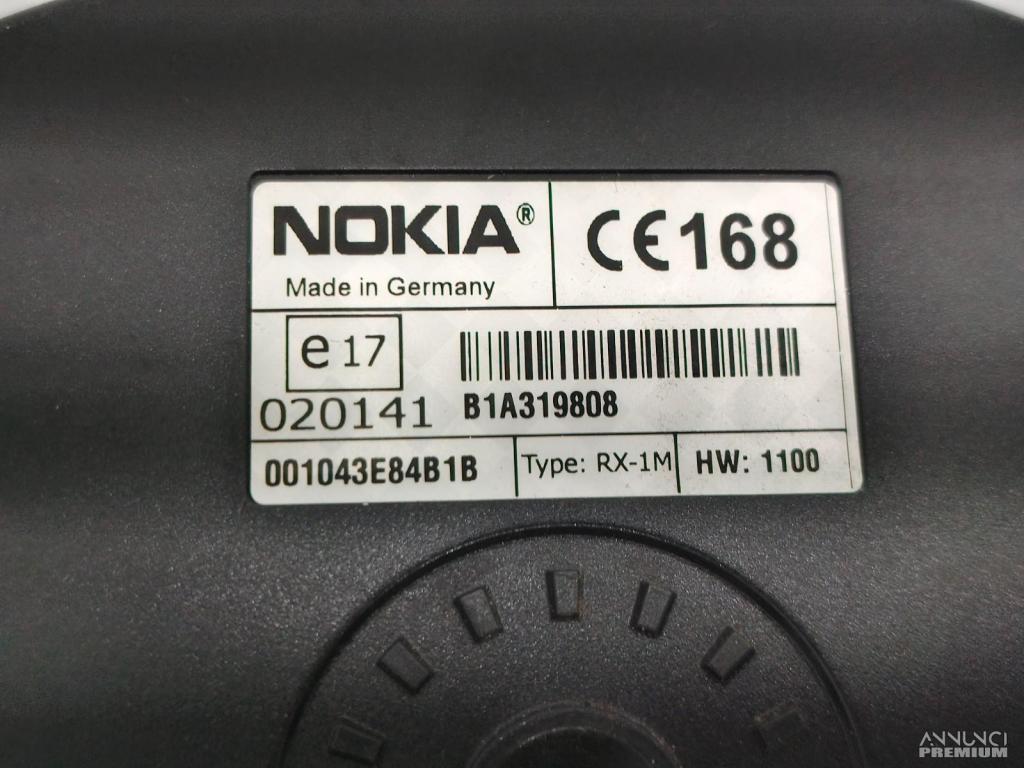 NOKIA®
Made in Germany
CE168
e17
020141
B1A319808
001043E84B1B
Type: RX-1M
HW: 1100
ANNUNCI
PREMIUM